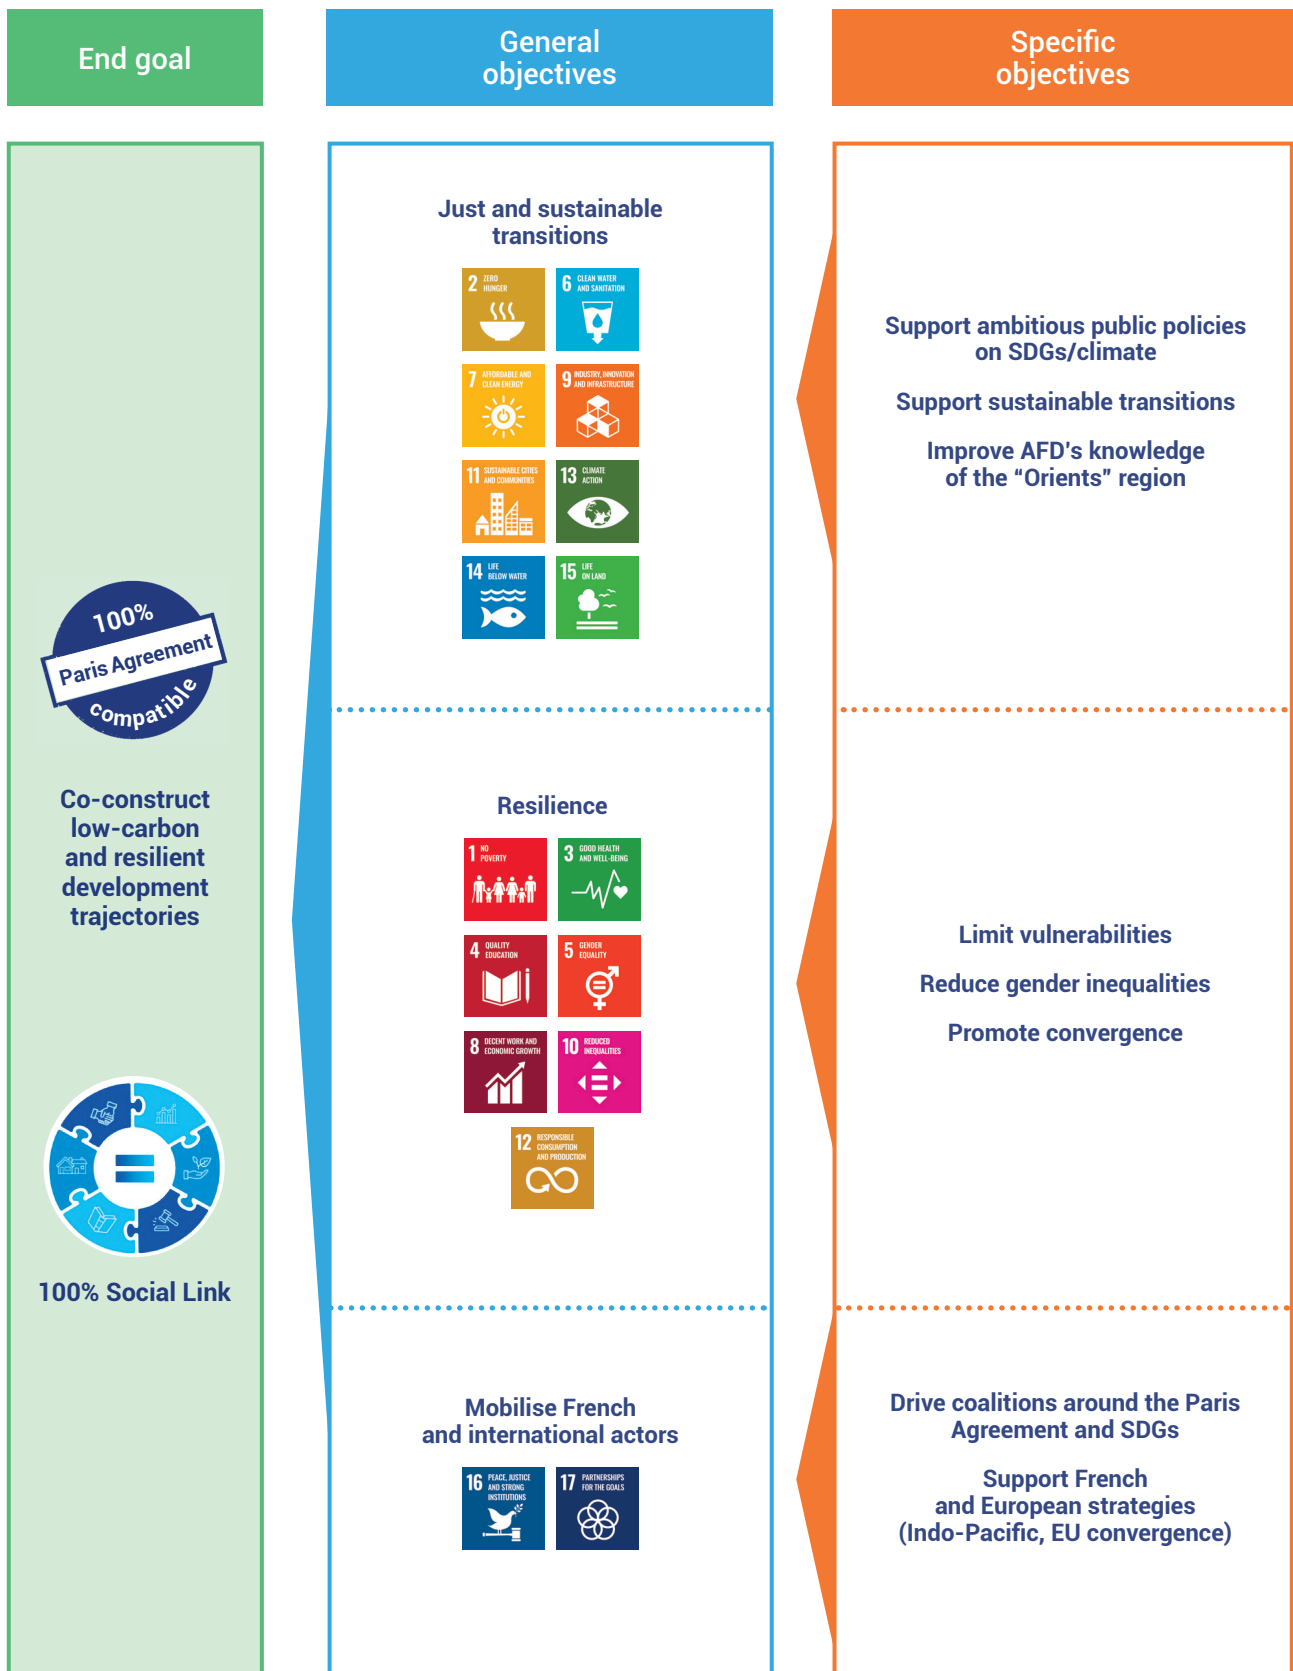 End goal
General
objectives
Specific
objectives
100%
Paris Agreement
compatible
Co-construct
low-carbon
and resilient
development
trajectories
100% Social Link
Just and sustainable
transitions
2 ZERO
HUNGER
6 CLEAN WATER
AND SANITATION
7 AFFORDABLE AND
CLEAN ENERGY
9 INDUSTRY, INNOVATION
AND INFRASTRUCTURE
11 SUSTAINABLE CITIES
AND COMMUNITIES
13 CLIMATE
ACTION
14 LIFE
BELOW WATER
15 LIFE
ON LAND
Resilience
1 NO
POVERTY
3 GOOD HEALTH
AND WELL-BEING
4 QUALITY
EDUCATION
5 GENDER
EQUALITY
8 DECENT WORK AND
ECONOMIC GROWTH
10 REDUCED
INEQUALITIES
12 RESPONSIBLE
CONSUMPTION
AND PRODUCTION
Mobilise French
and international actors
16 PEACE, JUSTICE
AND STRONG
INSTITUTIONS
17 PARTNERSHIPS
FOR THE GOALS
Support ambitious public policies
on SDGs/climate
Support sustainable transitions
Improve AFD's knowledge
of the “Orients” region
Limit vulnerabilities
Reduce gender inequalities
Promote convergence
Drive coalitions around the Paris
Agreement and SDGs
Support French
and European strategies
(Indo-Pacific, EU convergence)